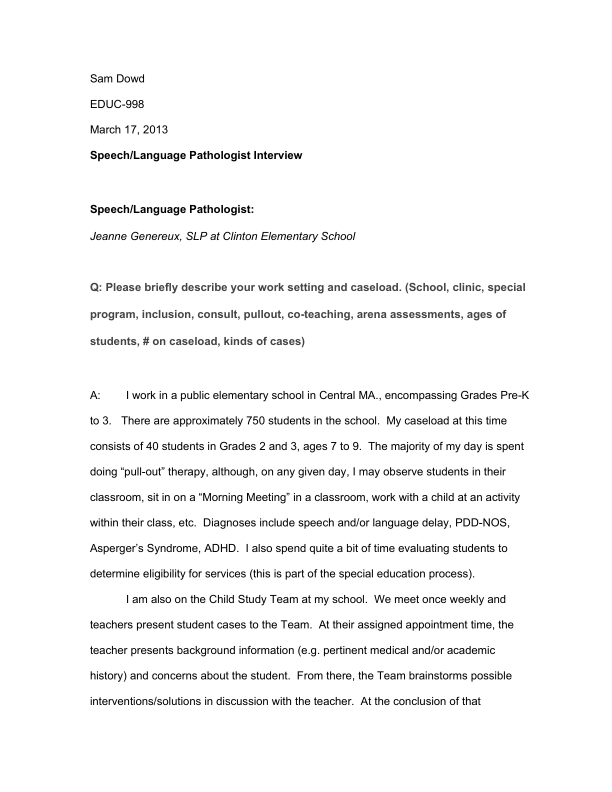 Sam Dowd
EDUC-998
March 17, 2013
Speech/Language Pathologist Interview
Speech/Language Pathologist:
Jeanne Genereux, SLP at Clinton Elementary School
Q: Please briefly describe your work setting and caseload. (School, clinic, special
program, inclusion, consult, pullout, co-teaching, arena assessments, ages of
students, # on caseload, kinds of cases)
A: I work in a public elementary school in Central MA., encompassing Grades Pre-K
to 3. There are approximately 750 students in the school. My caseload at this time
consists of 40 students in Grades 2 and 3, ages 7 to 9. The majority of my day is spent
doing “pull-out” therapy, although, on any given day, I may observe students in their
classroom, sit in on a “Morning Meeting” in a classroom, work with a child at an activity
within their class, etc. Diagnoses include speech and/or language delay, PDD-NOS,
Asperger’s Syndrome, ADHD. I also spend quite a bit of time evaluating students to
determine eligibility for services (this is part of the special education process).
I am also on the Child Study Team at my school. We meet once weekly and
teachers present student cases to the Team. At their assigned appointment time, the
teacher presents background information (e.g. pertinent medical and/or academic
history) and concerns about the student. From there, the Team brainstorms possible
interventions/solutions in discussion with the teacher. At the conclusion of that